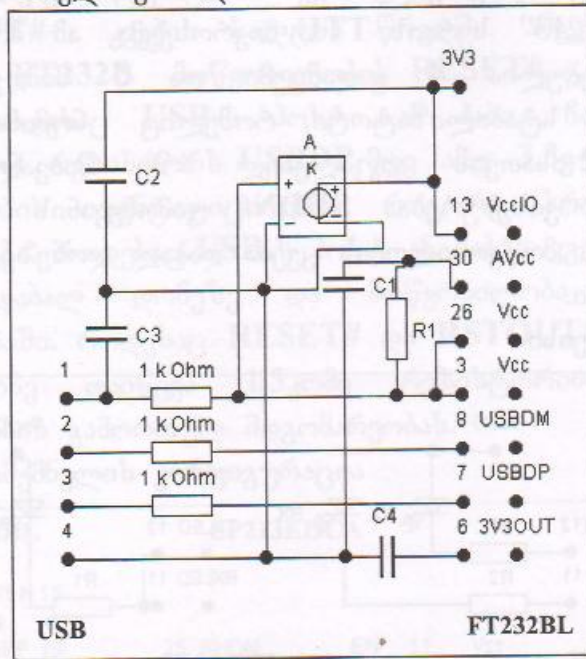 3V3
A
K
+ +
- -
C2
13 VccIO
30 AVcc
C1
26 Vcc
C3
R1
3 Vcc
1 1 k Ohm
8 USBDM
2 1 k Ohm
7 USBDP
3 1 k Ohm
C4
6 3V3OUT
4
USB FT232BL